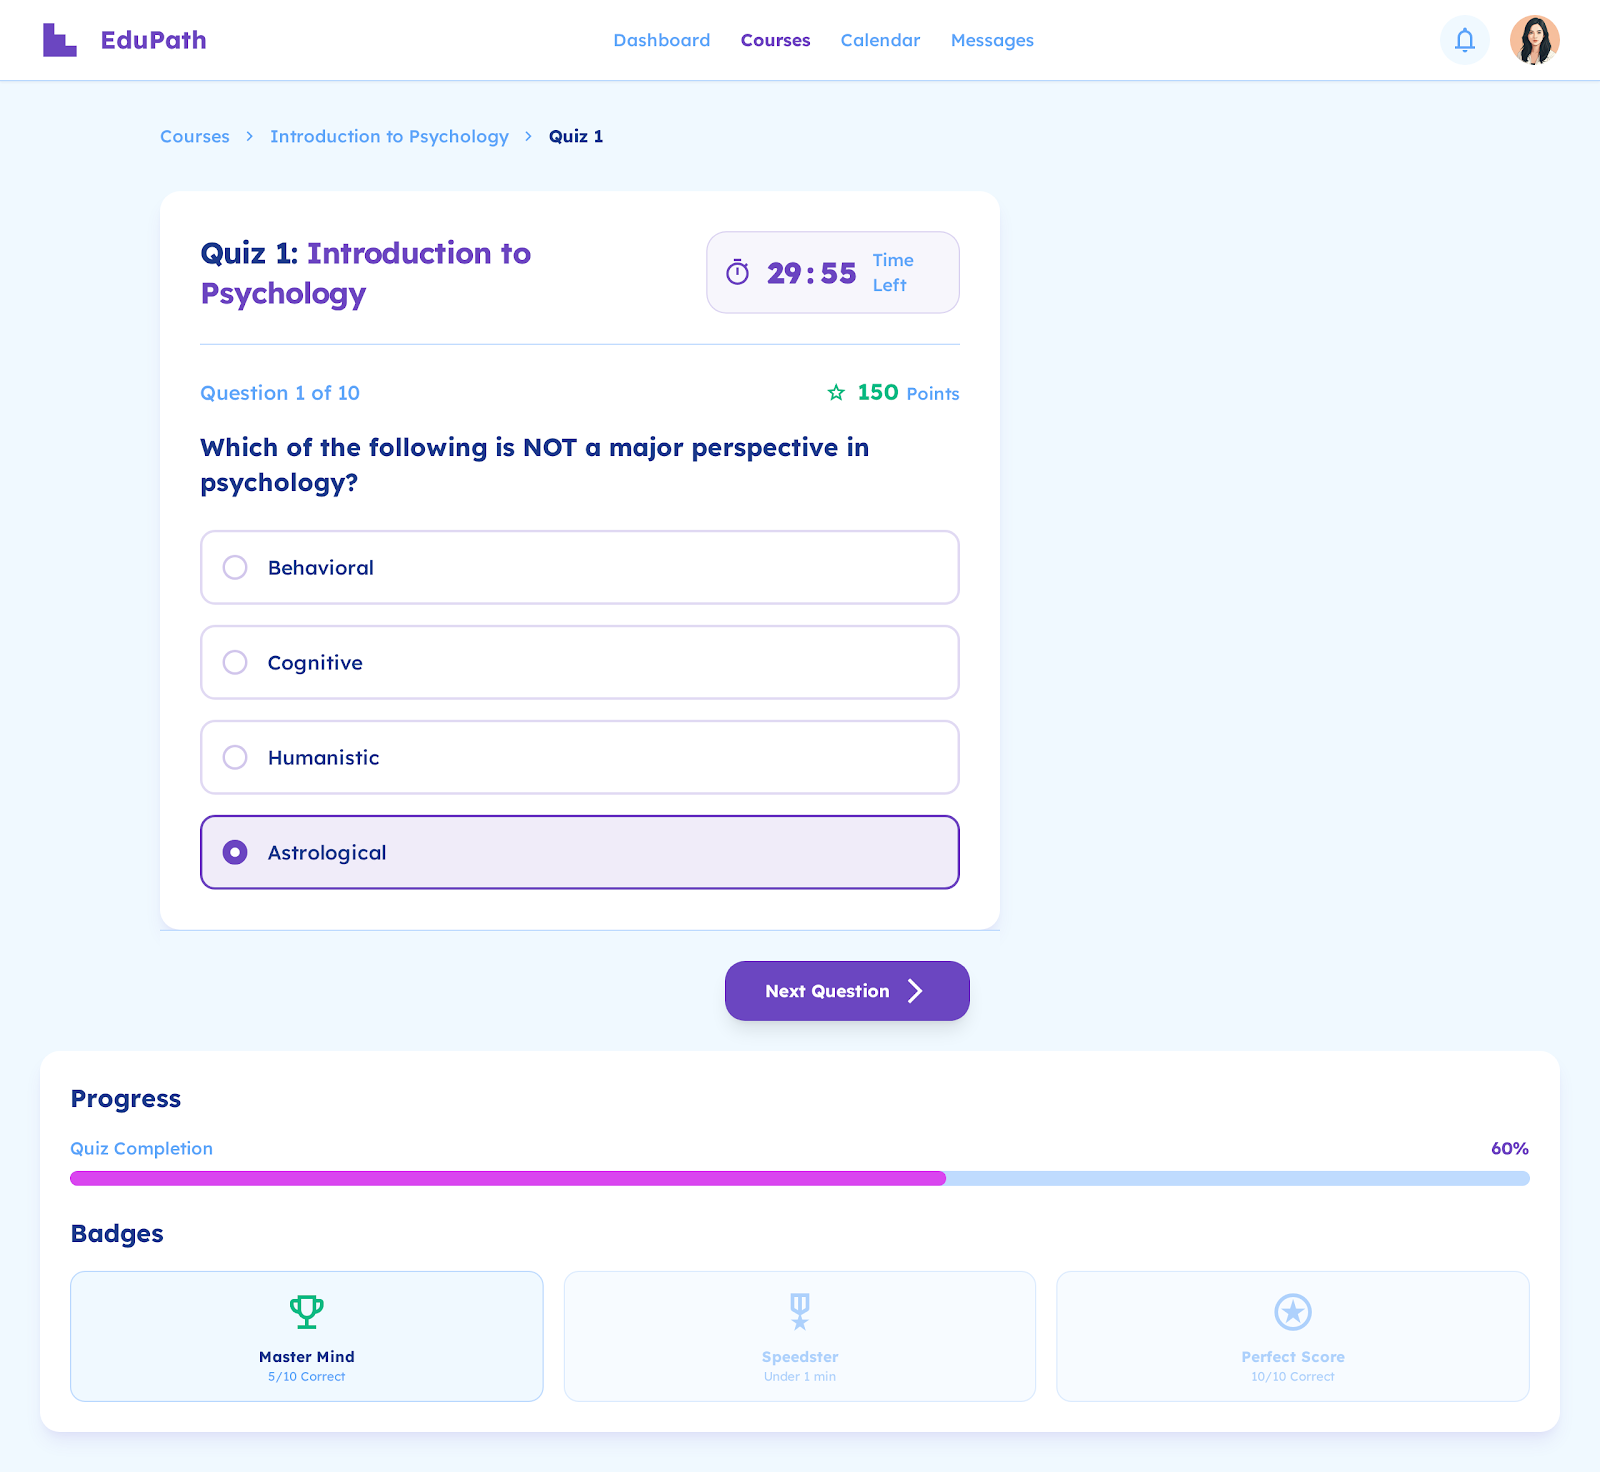 EduPath
Dashboard
Courses
Calendar
Messages
Courses
Introduction to Psychology
Quiz 1
Quiz 1: Introduction to
Psychology
29:55
Time
Left
Question 1 of 10
150 Points
Which of the following is NOT a major perspective in
psychology?
Behavioral
Cognitive
Humanistic
Astrological
Next Question
Progress
Quiz Completion
60%
Badges
Master Mind
5/10 Correct
Speedster
Under 1 min
Perfect Score
10/10 Correct